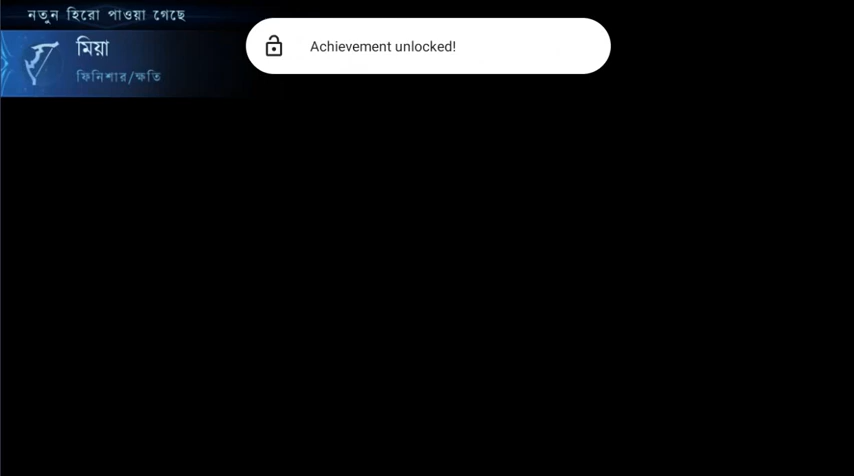 নতুন হিরো পাওয়া গেছে
মিয়া
ফিনিশার/ক্ষতি
Achievement unlocked!